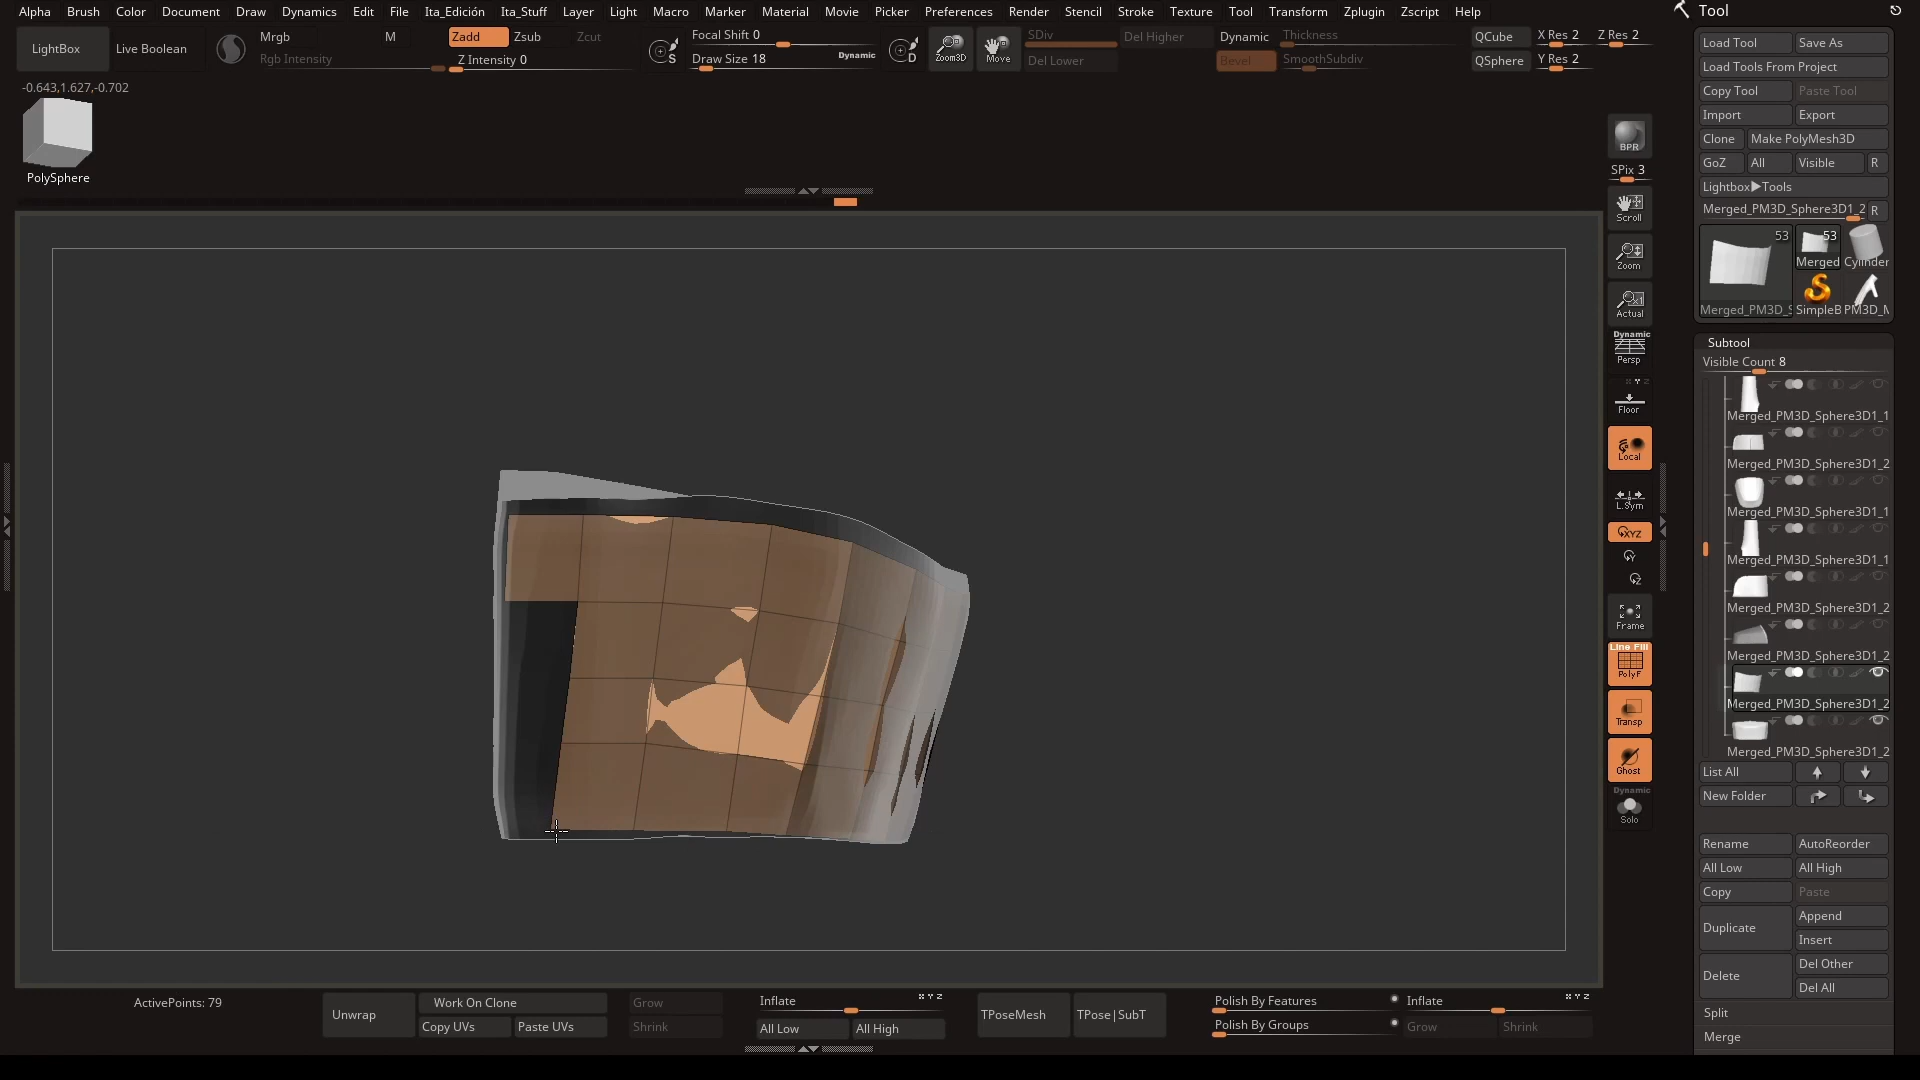 Alpha Brush Color Document Draw Dynamics Edit File Ita_Edición Ita_Stuff Layer Light Macro Marker Material Movie Picker Preferences Render Stencil Stroke Texture Tool Transform Zplugin Zscript Help
LightBox
Live Boolean
Mrgb
M
Zadd
Zsub
Zcut
Rgb Intensity
Z Intensity 0
S
Focal Shift 0
Draw Size 18
Dynamic
D
Zoom3D
Move
SDiv
Del Higher
Del Lower
Dynamic
Thickness
Bevel
SmoothSubdiv
QCube
X Res 2
Z Res 2
QSphere
Y Res 2
-0.643,1.627,-0.702
PolySphere
BPR
SPix 3
Scroll
Zoom
Actual
Dynamic
Persp
X Y Z
Floor
Local
L.Sym
XYZ
Y
Z
Frame
Line Fill
PolyF
Transp
Ghost
Dynamic
Solo
Tool
Load Tool
Save As
Load Tools From Project
Copy Tool
Paste Tool
Import
Export
Clone
Make PolyMesh3D
GoZ
All
Visible
R
Lightbox▶Tools
Merged_PM3D_Sphere3D1_2
R
53
53
Merged
Cylinder
Merged_PM3D_S
SimpleB
PM3D_M
Subtool
Visible Count 8
Merged_PM3D_Sphere3D1_1
Merged_PM3D_Sphere3D1_2
Merged_PM3D_Sphere3D1_1
Merged_PM3D_Sphere3D1_1
Merged_PM3D_Sphere3D1_2
Merged_PM3D_Sphere3D1_2
Merged_PM3D_Sphere3D1_2
Merged_PM3D_Sphere3D1_2
List All
New Folder
Rename
AutoReorder
All Low
All High
Copy
Paste
Duplicate
Append
Insert
Delete
Del Other
Del All
Split
Merge
ActivePoints: 79
Unwrap
Work On Clone
Copy UVs
Paste UVs
Grow
Shrink
Inflate
X Y Z
All Low
All High
TPoseMesh
TPose|SubT
Polish By Features
Polish By Groups
Inflate
X Y Z
Grow
Shrink